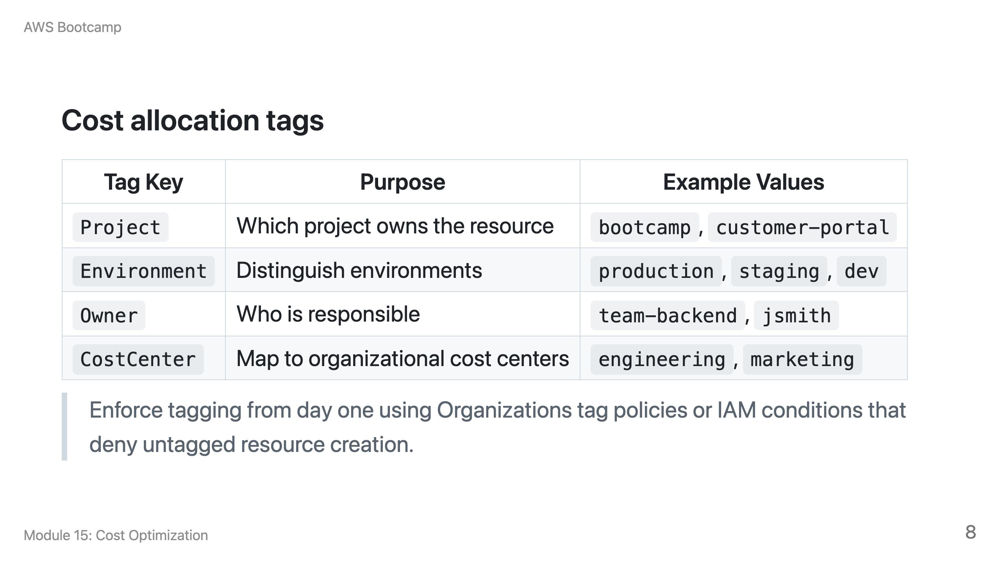 AWS Bootcamp
Cost allocation tags
Tag Key Purpose Example Values
Project Which project owns the resource bootcamp, customer-portal
Environment Distinguish environments production, staging, dev
Owner Who is responsible team-backend, jsmith
CostCenter Map to organizational cost centers engineering, marketing
Enforce tagging from day one using Organizations tag policies or IAM conditions that
deny untagged resource creation.
Module 15: Cost Optimization
8